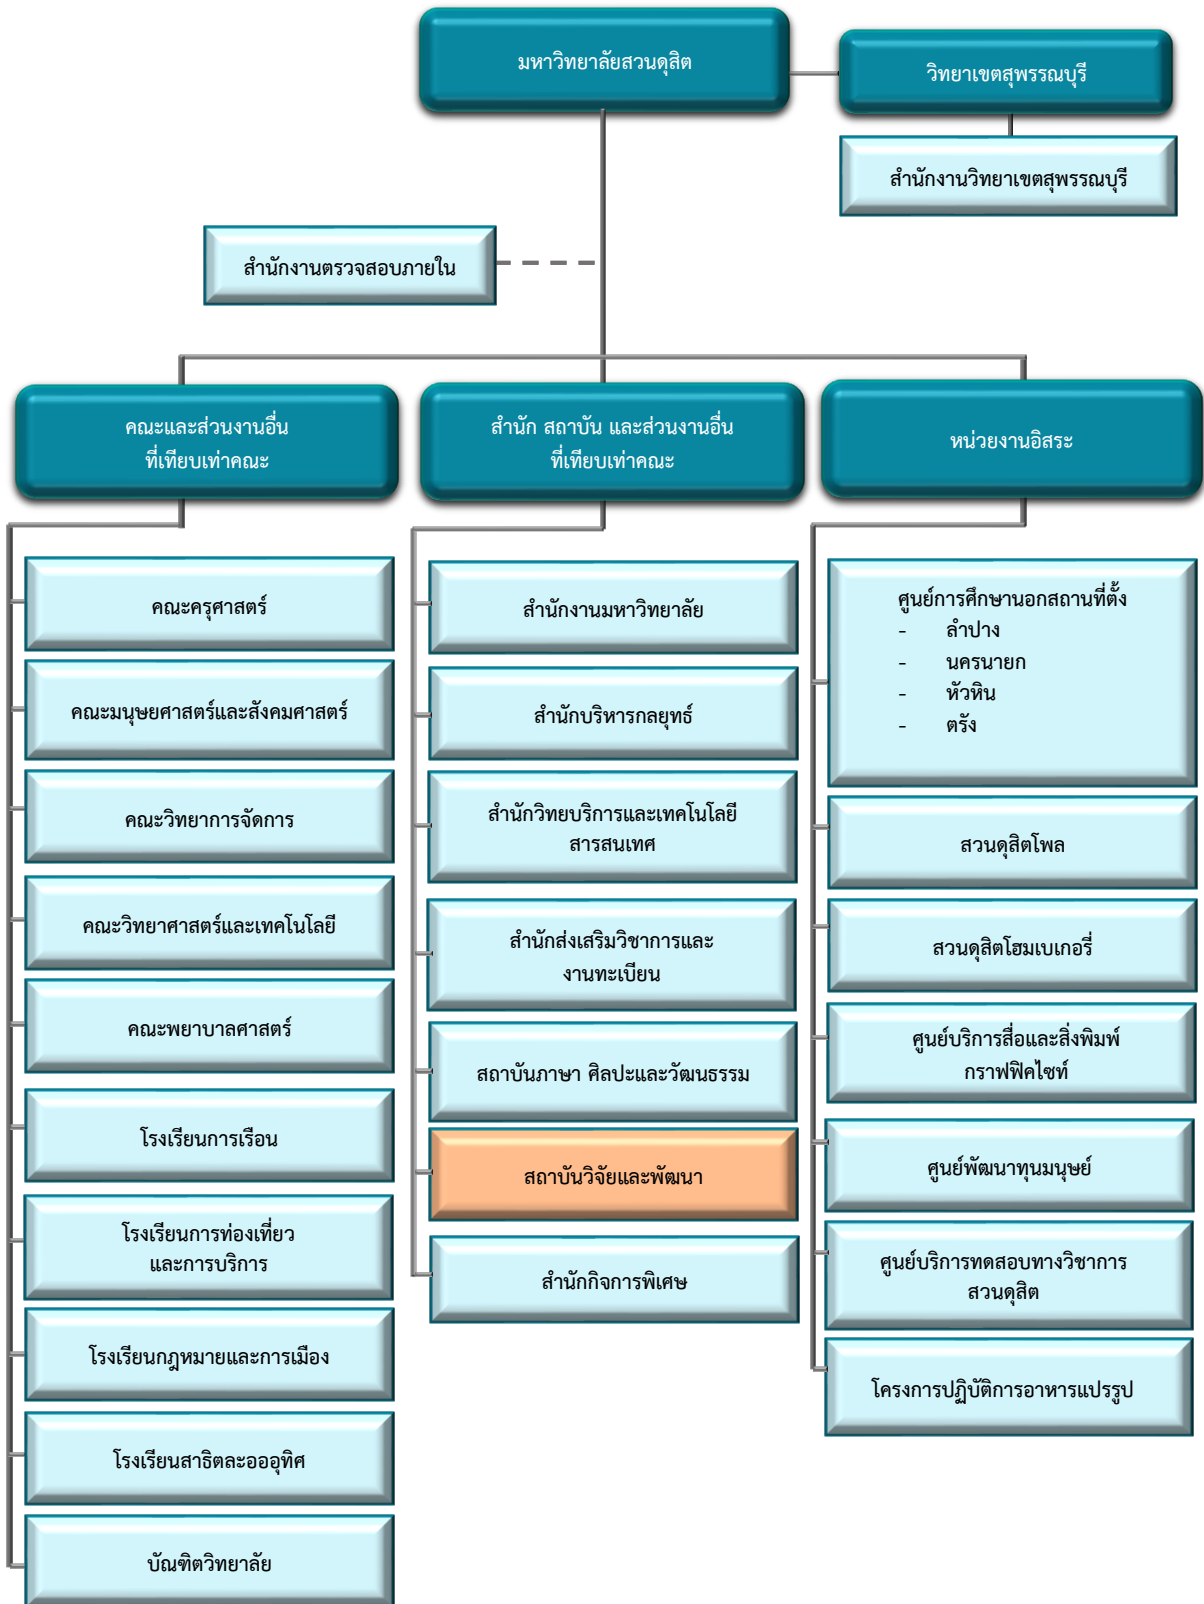 มหาวิทยาลัยสวนดุสิต
วิทยาเขตสุพรรณบุรี
สำนักงานวิทยาเขตสุพรรณบุรี
สำนักงานตรวจสอบภายใน
คณะและส่วนงานอื่น
ที่เทียบเท่าคณะ
คณะครุศาสตร์
คณะมนุษยศาสตร์และสังคมศาสตร์
คณะวิทยาการจัดการ
คณะวิทยาศาสตร์และเทคโนโลยี
คณะพยาบาลศาสตร์
โรงเรียนการเรือน
โรงเรียนการท่องเที่ยว
และการบริการ
โรงเรียนกฎหมายและการเมือง
โรงเรียนสาธิตละอออุทิศ
บัณฑิตวิทยาลัย
สำนัก สถาบัน และส่วนงานอื่น
ที่เทียบเท่าคณะ
สำนักงานมหาวิทยาลัย
สำนักบริหารกลยุทธ์
สำนักวิทยบริการและเทคโนโลยี
สารสนเทศ
สำนักส่งเสริมวิชาการและ
งานทะเบียน
สถาบันภาษา ศิลปะและวัฒนธรรม
สถาบันวิจัยและพัฒนา
สำนักกิจการพิเศษ
หน่วยงานอิสระ
ศูนย์การศึกษานอกสถานที่ตั้ง
- ลำปาง
- นครนายก
- หัวหิน
- ตรัง
สวนดุสิตโพล
สวนดุสิตโฮมเบเกอรี่
ศูนย์บริการสื่อและสิ่งพิมพ์
กราฟฟิคไซท์
ศูนย์พัฒนาทุนมนุษย์
ศูนย์บริการทดสอบทางวิชาการ
สวนดุสิต
โครงการปฏิบัติการอาหารแปรรูป